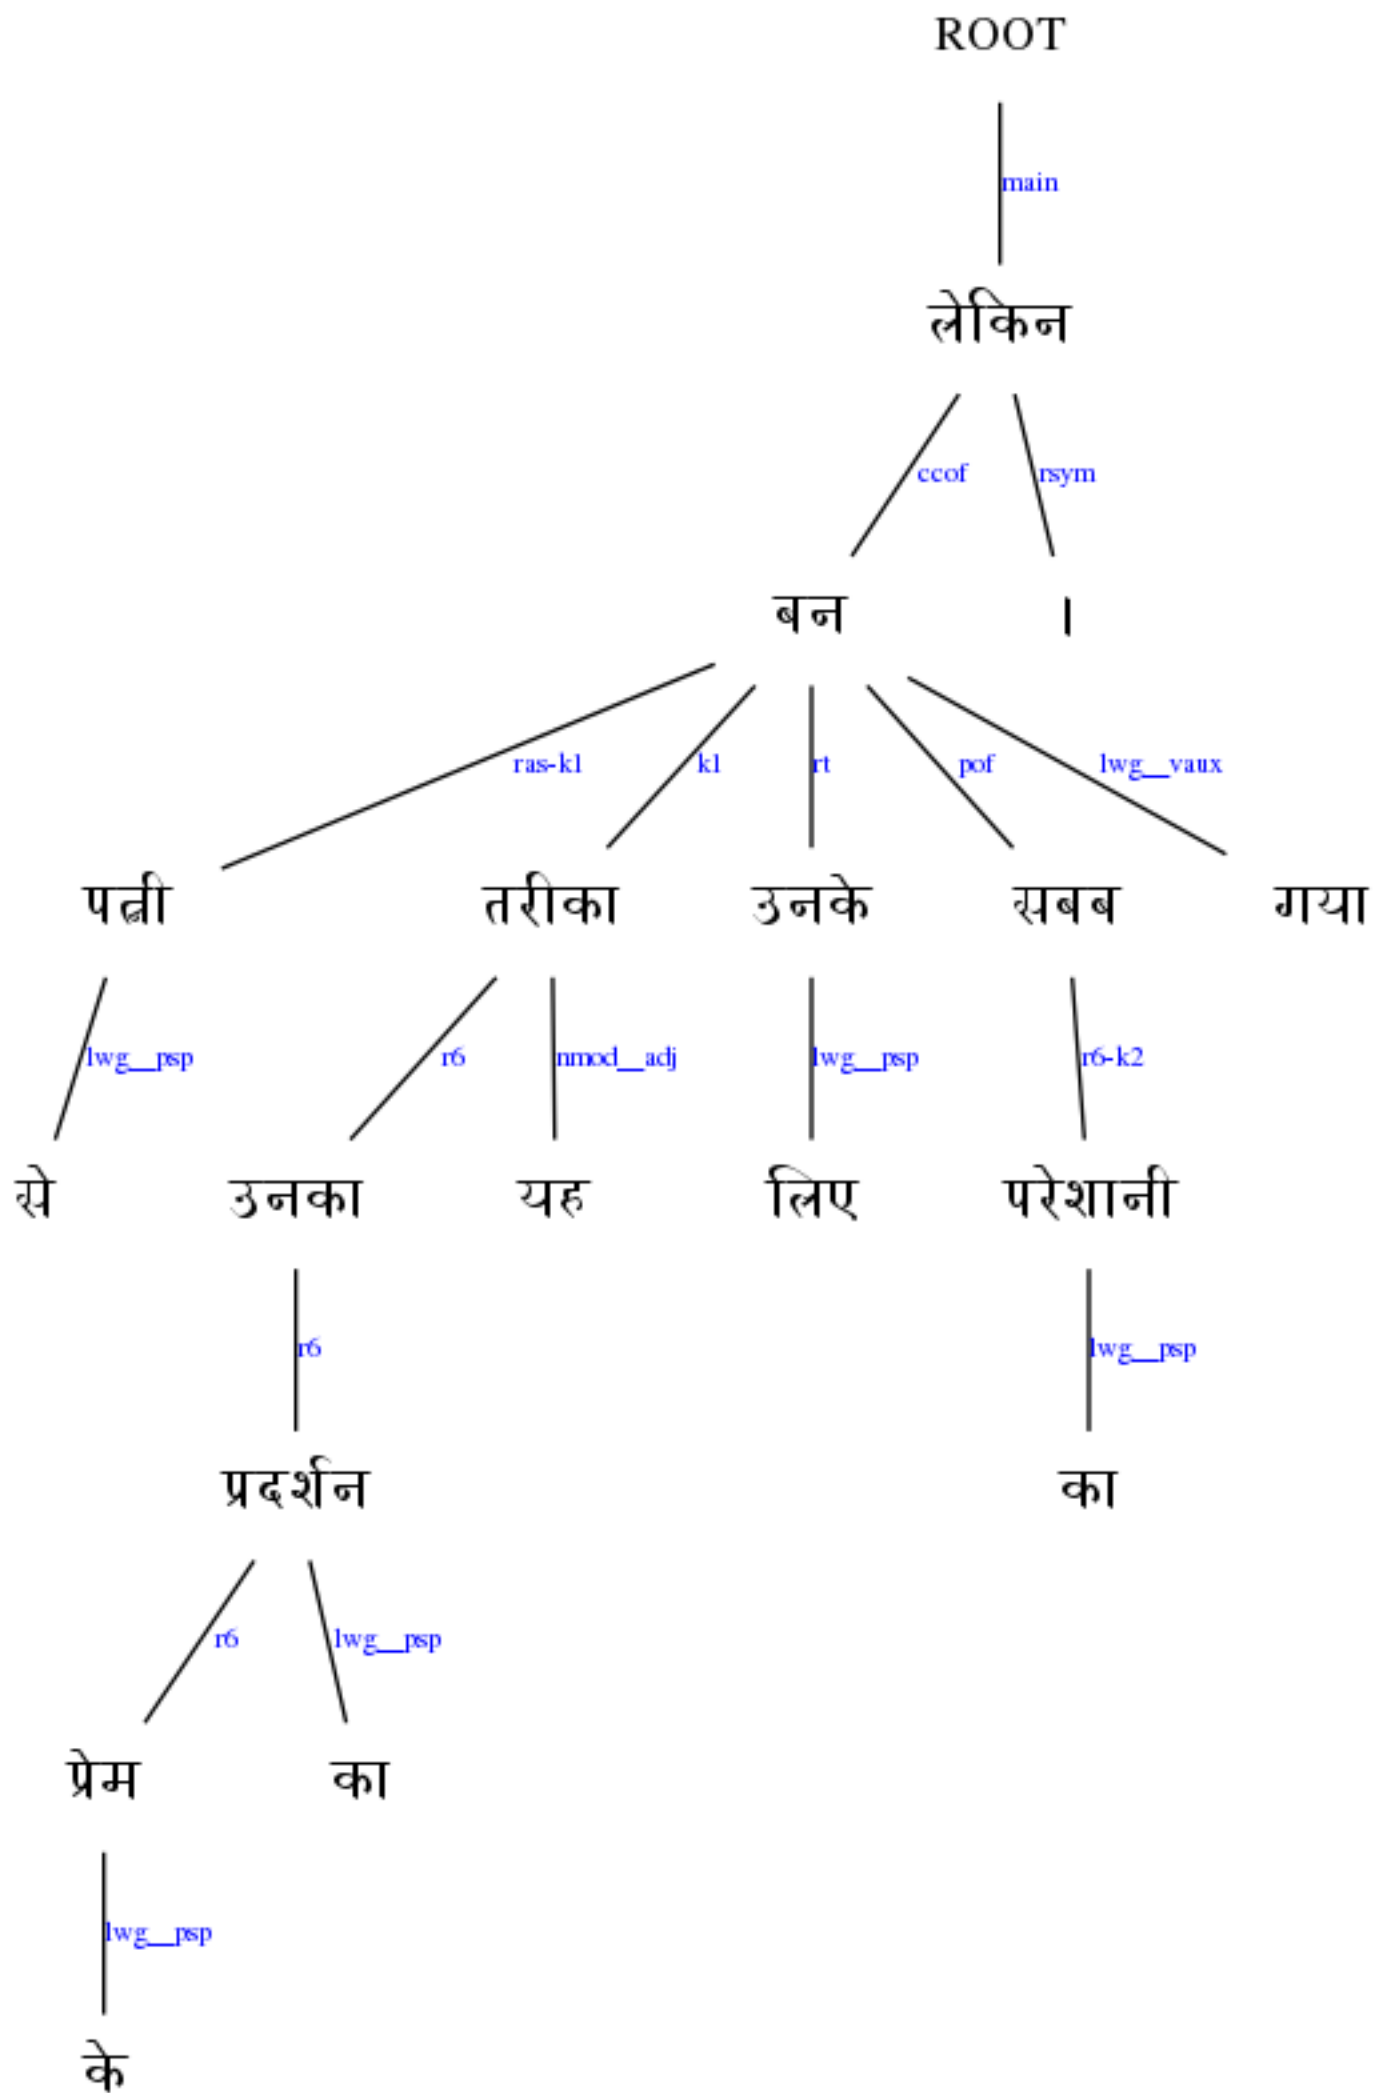 ROOT
main
लेकिन
ccof rsym
बन ।
ras-k1 k1 rt pof lwg__vaux
पत्नी तरीका उनके सबब गया
lwg__psp r6 nmod__adj lwg__psp r6-k2
से उनका यह लिए परेशानी
r6 lwg__psp
प्रदर्शन का
r6 lwg__psp
प्रेम का
lwg__psp
के